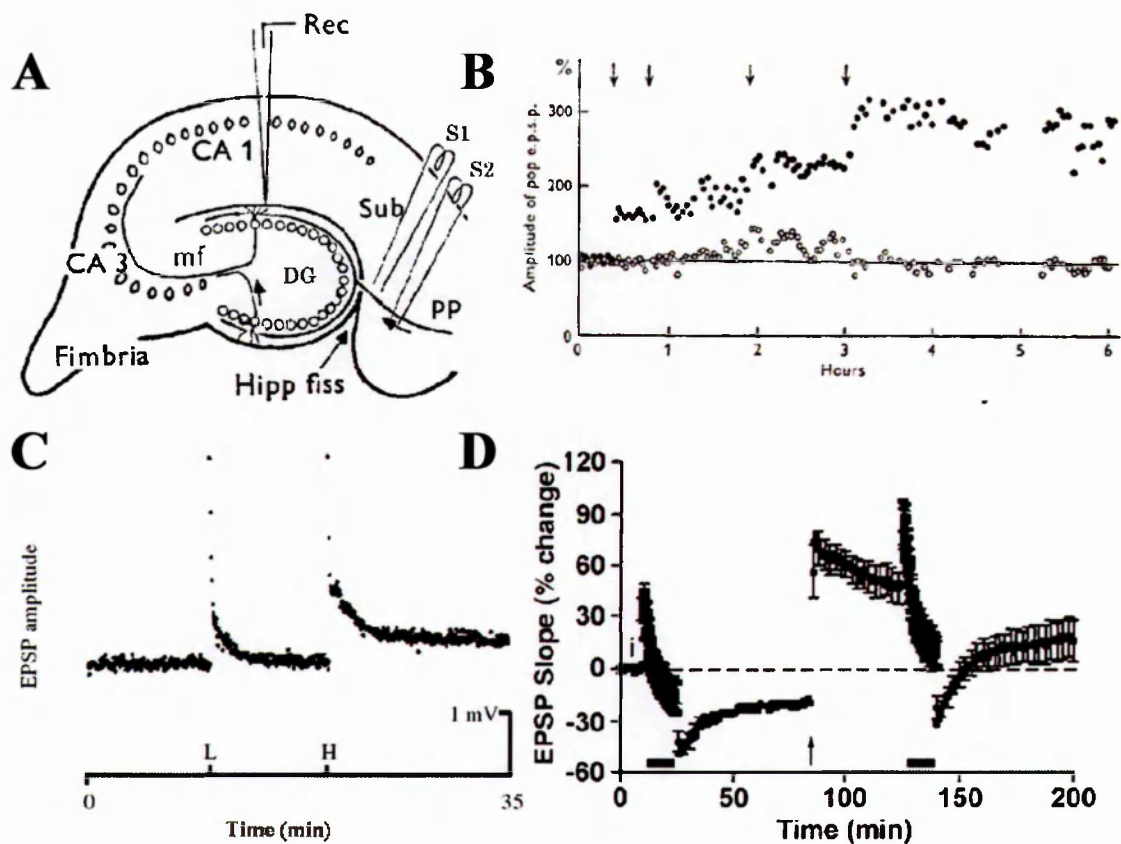 A
Rec
CA 1
S1
S2
Sub
CA 3
mf
DG
PP
Fimbria
Hipp fiss
B
%
300
200
100
0
Amplitude of pop e.p.s.p.
0 1 2 3 4 5 6
Hours
C
EPSP amplitude
1 mV
L H
0 35
Time (min)
D
120
90
60
30
0
-30
-60
EPSP Slope (% change)
0 50 100 150 200
Time (min)